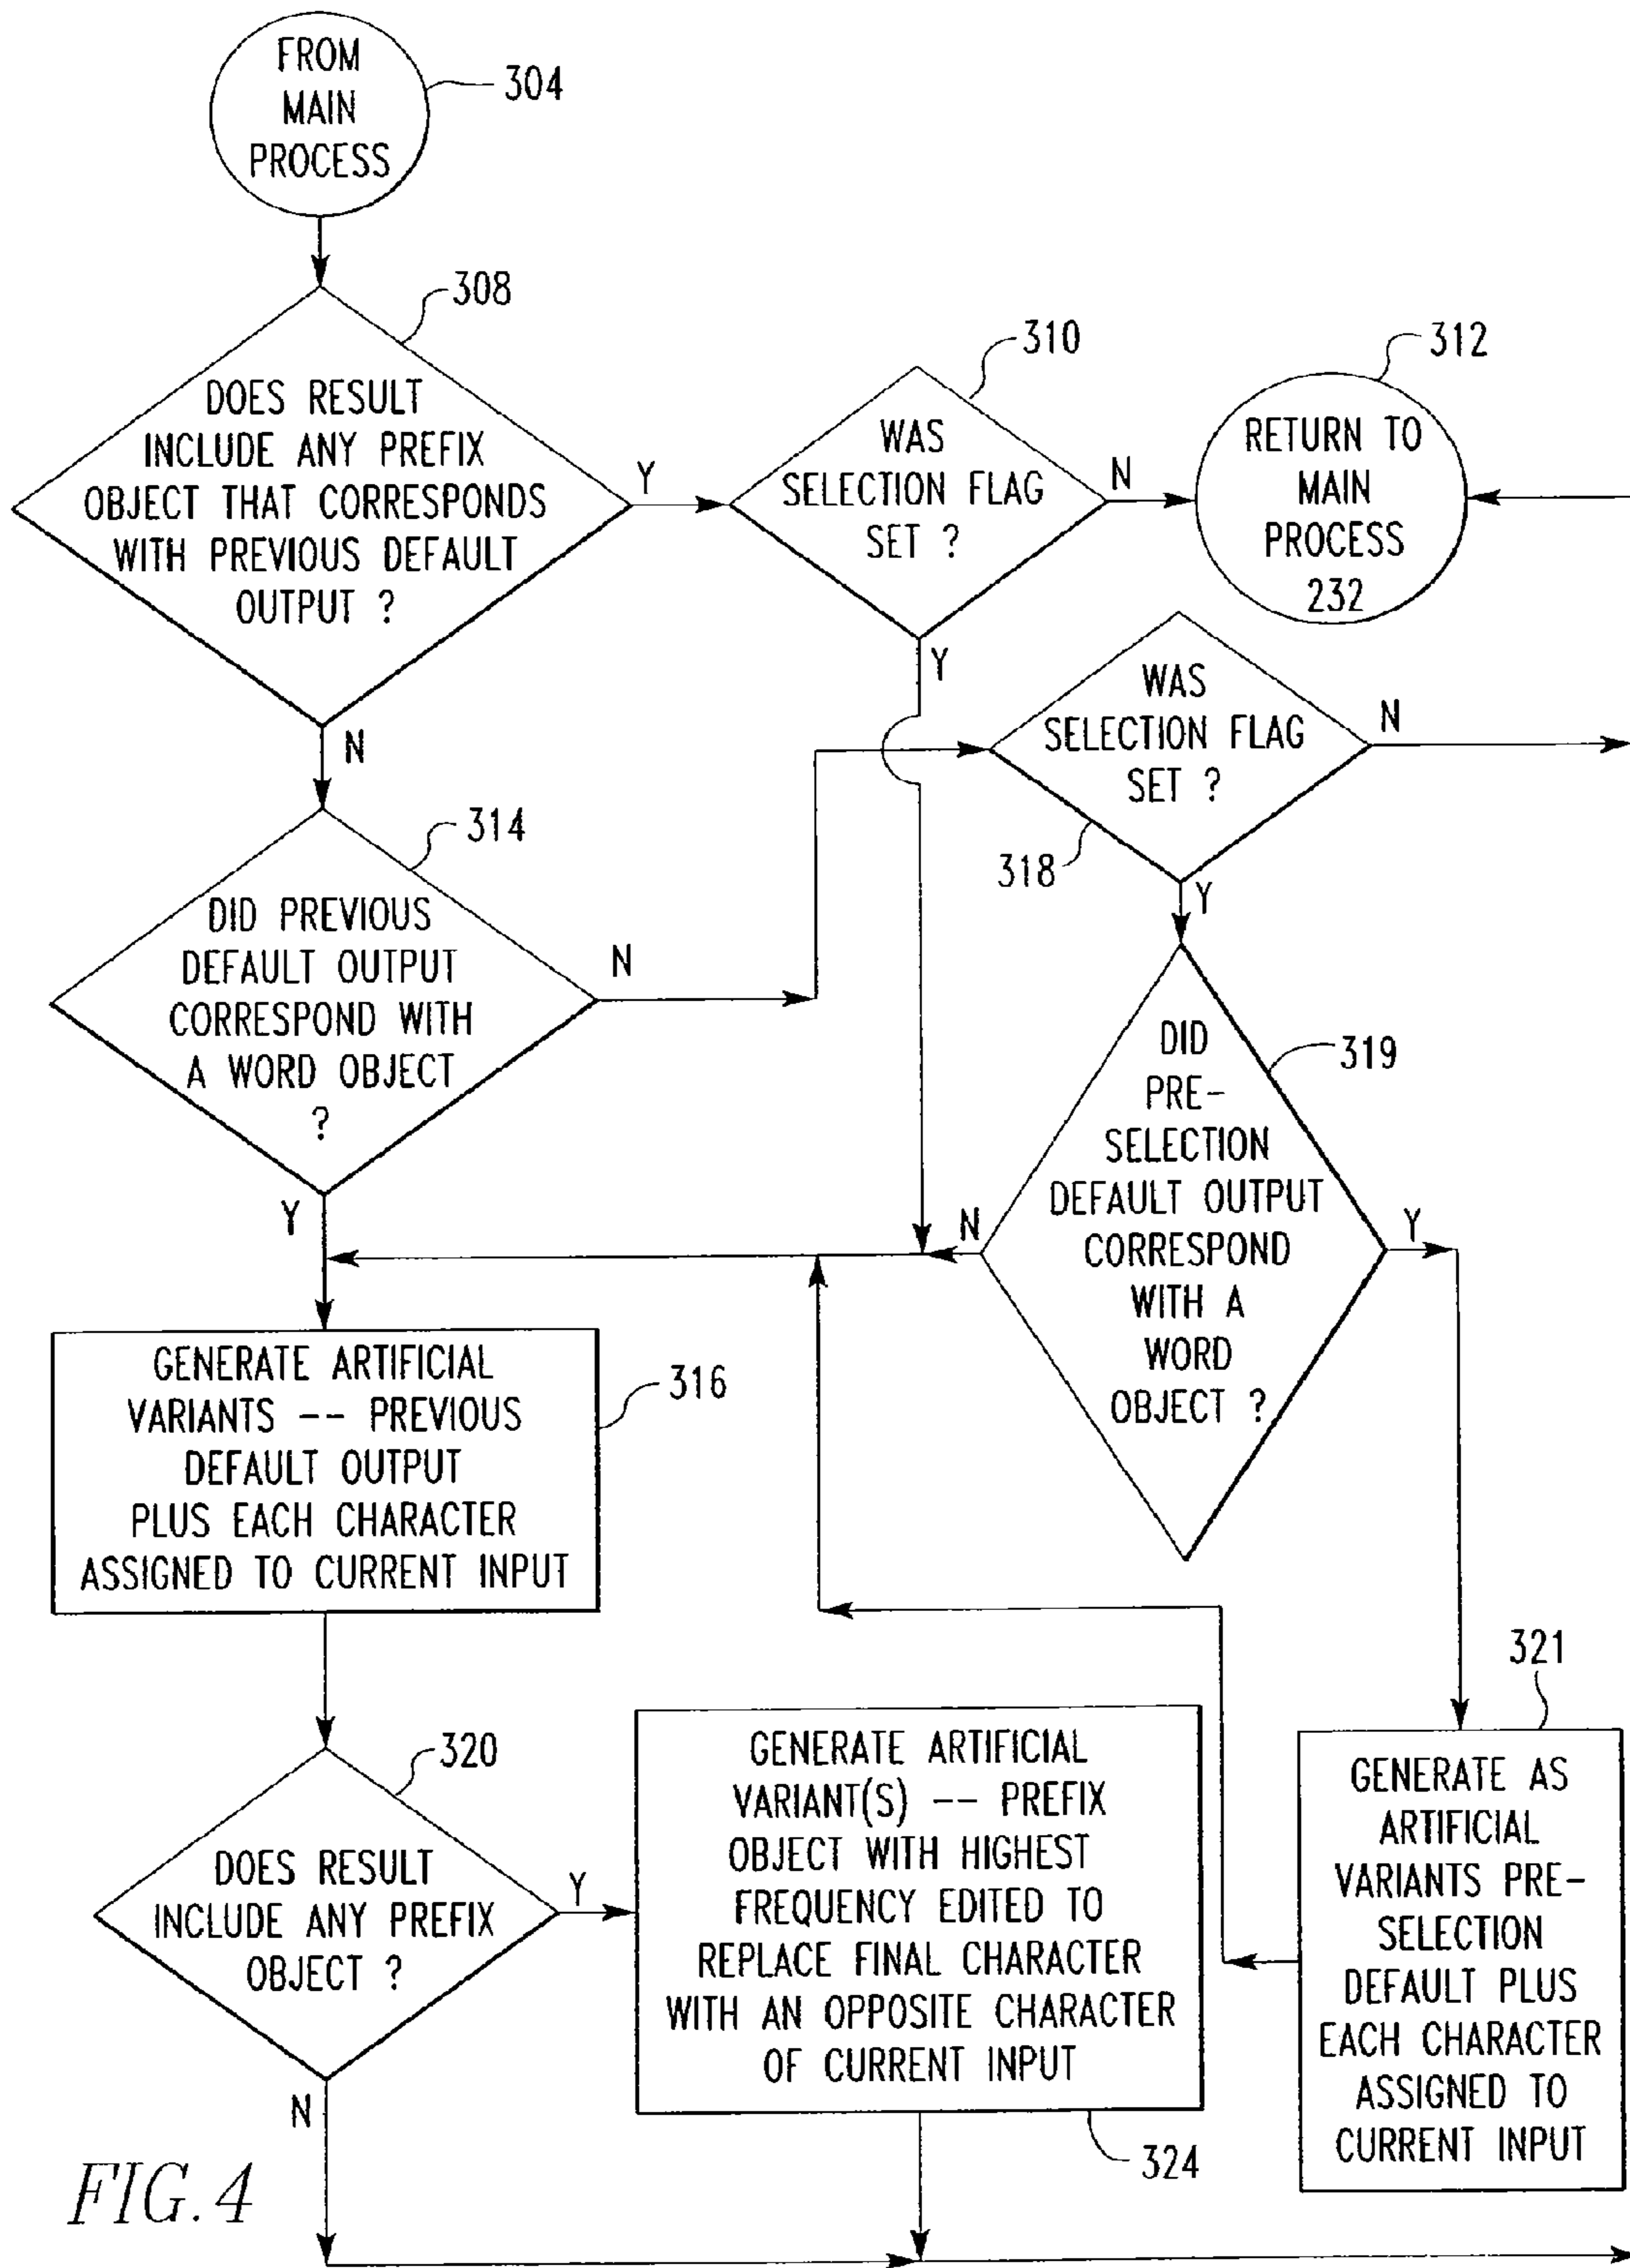 FROM
MAIN
PROCESS
304
308
DOES RESULT
INCLUDE ANY PREFIX
OBJECT THAT CORRESPONDS
WITH PREVIOUS DEFAULT
OUTPUT ?
Y
N
310
WAS
SELECTION FLAG
SET ?
N
Y
312
RETURN TO
MAIN
PROCESS
232
314
DID PREVIOUS
DEFAULT OUTPUT
CORRESPOND WITH
A WORD OBJECT
?
N
Y
WAS
SELECTION FLAG
SET ?
N
318
Y
319
DID
PRE-
SELECTION
DEFAULT OUTPUT
CORRESPOND
WITH A
WORD
OBJECT ?
N
Y
GENERATE ARTIFICIAL
VARIANTS -- PREVIOUS
DEFAULT OUTPUT
PLUS EACH CHARACTER
ASSIGNED TO CURRENT INPUT
316
320
DOES RESULT
INCLUDE ANY PREFIX
OBJECT ?
Y
N
GENERATE ARTIFICIAL
VARIANT(S) -- PREFIX
OBJECT WITH HIGHEST
FREQUENCY EDITED TO
REPLACE FINAL CHARACTER
WITH AN OPPOSITE CHARACTER
OF CURRENT INPUT
324
321
GENERATE AS
ARTIFICIAL
VARIANTS PRE-
SELECTION
DEFAULT PLUS
EACH CHARACTER
ASSIGNED TO
CURRENT INPUT
FIG. 4